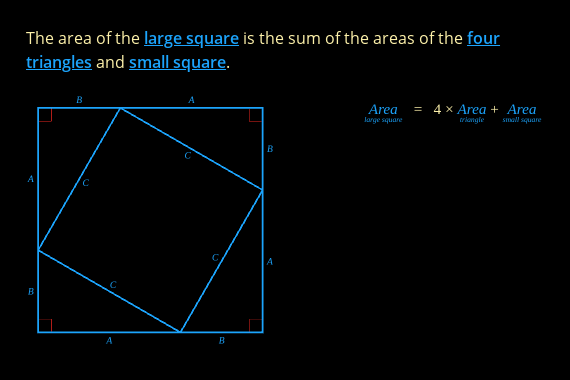 The area of the large square is the sum of the areas of the four
triangles and small square.
B A
Area = 4 × Area + Area
large square triangle small square
B
C
A C
C A
B C
A B